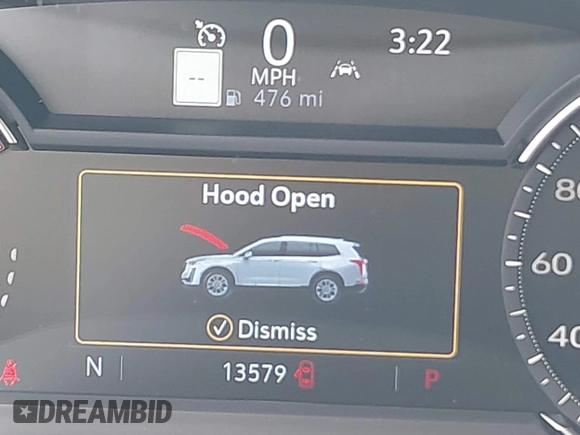 0
3:22
MPH
--
476 mi
Hood Open
Dismiss
80
60
40
N
13579
P
DREAMBID